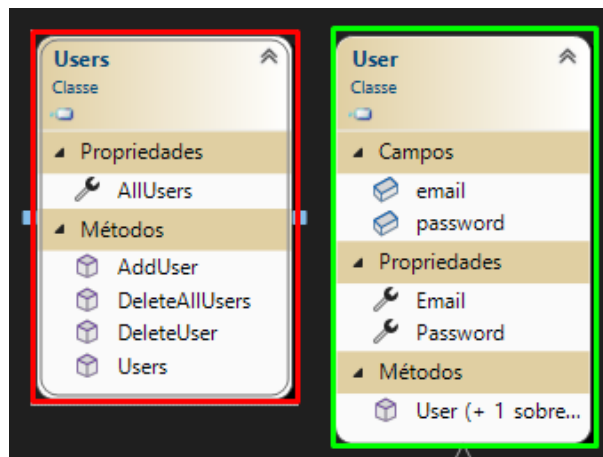 Users
Classe
Propriedades
AllUsers
Métodos
AddUser
DeleteAllUsers
DeleteUser
Users
User
Classe
Campos
email
password
Propriedades
Email
Password
Métodos
User (+ 1 sobre...